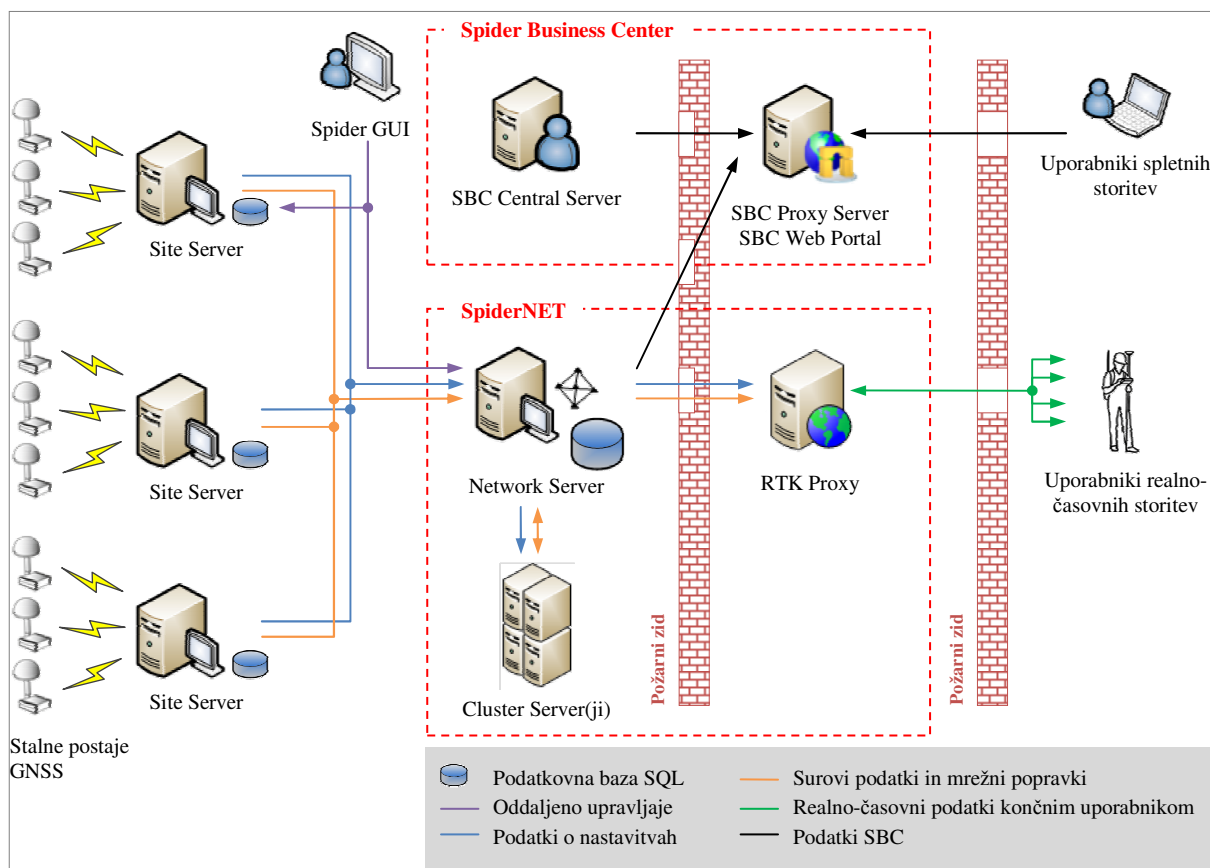 Spider Business Center
Spider GUI
SBC Central Server
SBC Proxy Server
SBC Web Portal
Uporabniki spletnih
storitev
Site Server
SpiderNET
Site Server
Network Server
RTK Proxy
Uporabniki realno-
časovnih storitev
Site Server
Cluster Server(ji)
Požarni zid
Požarni zid
Stalne postaje
GNSS
Podatkovna baza SQL
Oddaljeno upravljaje
Podatki o nastavitvah
Surovi podatki in mrežni popravki
Realno-časovni podatki končnim uporabnikom
Podatki SBC